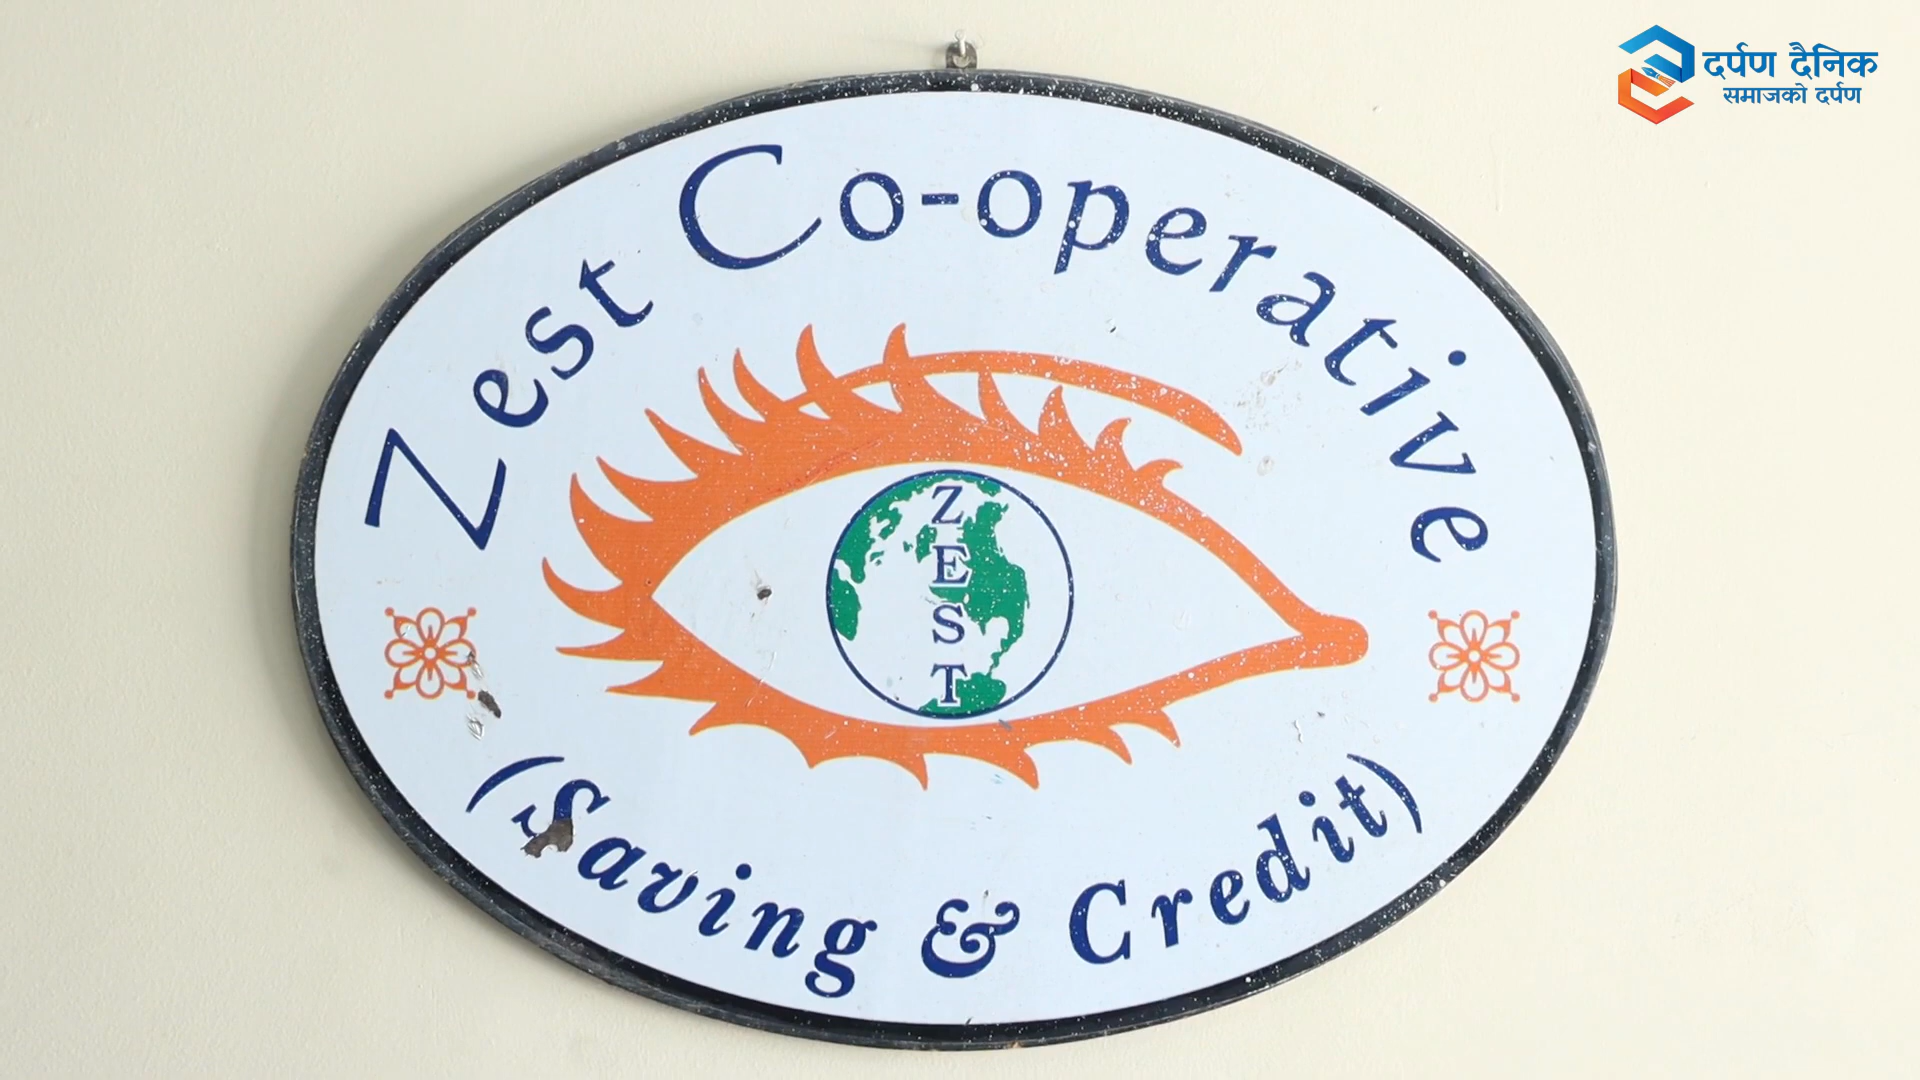 दर्पण दैनिक
समाजको दर्पण
Zest Co-operative
Z
E
S
T
(Saving & Credit)